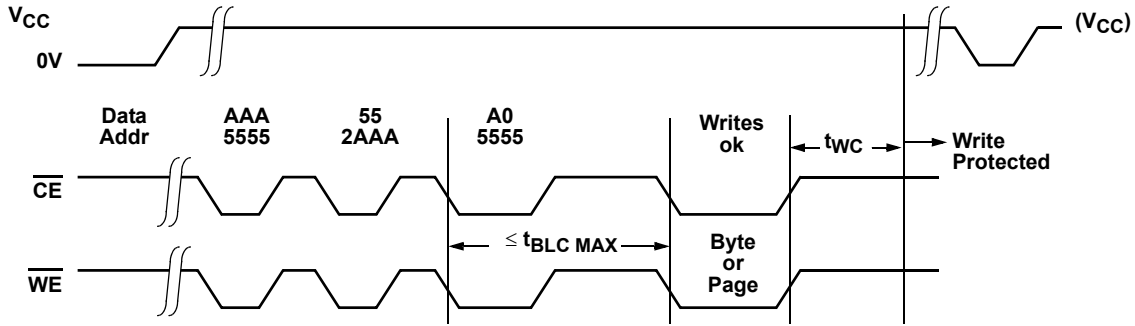 VCC
(VCC)
0V
Data
Addr
AAA
5555
55
2AAA
A0
5555
Writes
ok
tWC
Write
Protected
CE
≤ tBLC MAX
Byte
or
Page
WE